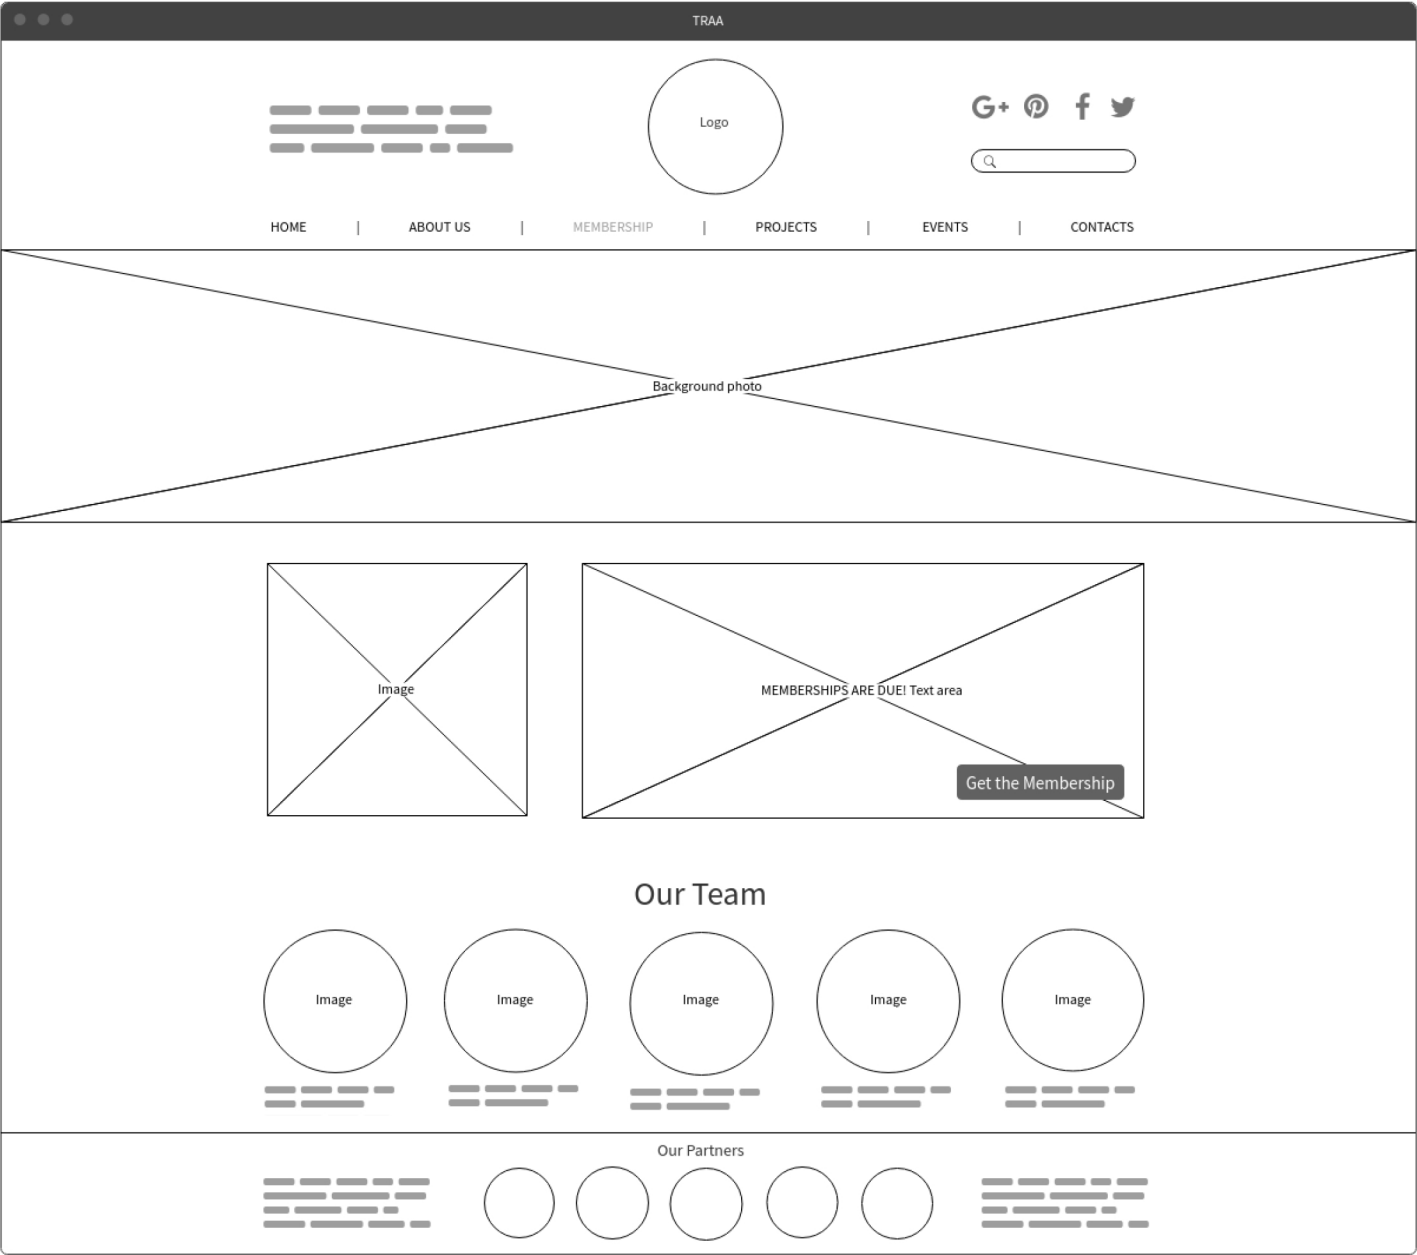 TRAA
Logo
HOME | ABOUT US | MEMBERSHIP | PROJECTS | EVENTS | CONTACTS
Background photo
Image
MEMBERSHIPS ARE DUE! Text area
Get the Membership
Our Team
Image Image Image Image Image
Our Partners